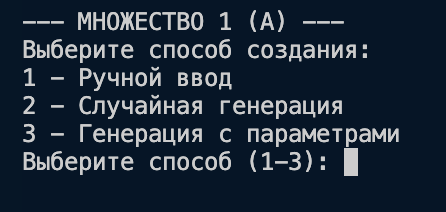 --- МНОЖЕСТВО 1 (A) ---
Выберите способ создания:
1 - Ручной ввод
2 - Случайная генерация
3 - Генерация с параметрами
Выберите способ (1-3):